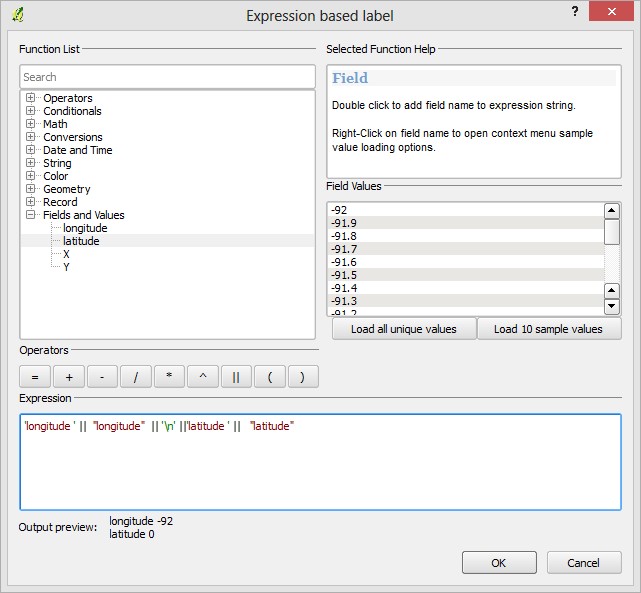 Expression based label
?
Function List
Search
Operators
Conditionals
Math
Conversions
Date and Time
String
Color
Geometry
Record
Fields and Values
longitude
latitude
X
Y
Selected Function Help
Field
Double click to add field name to expression string.
Right-Click on field name to open context menu sample
value loading options.
Field Values
-92
-91.9
-91.8
-91.7
-91.6
-91.5
-91.4
-91.3
-91.2
Load all unique values
Load 10 sample values
Operators
= + - / * ^ || ( )
Expression
'longitude ' || "longitude" || '\n' ||'latitude ' || "latitude"
Output preview: longitude -92
latitude 0
OK
Cancel